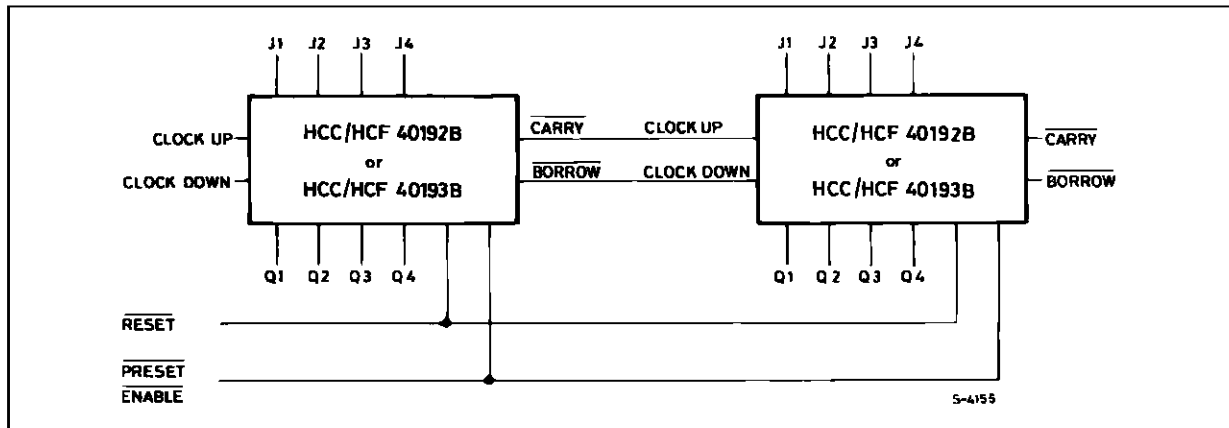 J1 J2 J3 J4 J1 J2 J3 J4
CLOCK UP HCC/HCF 40192B CARRY CLOCK UP HCC/HCF 40192B CARRY
or or
CLOCK DOWN HCC/HCF 40193B BORROW CLOCK DOWN HCC/HCF 40193B BORROW
Q1 Q2 Q3 Q4 Q1 Q2 Q3 Q4
RESET
PRESET
ENABLE S-4155